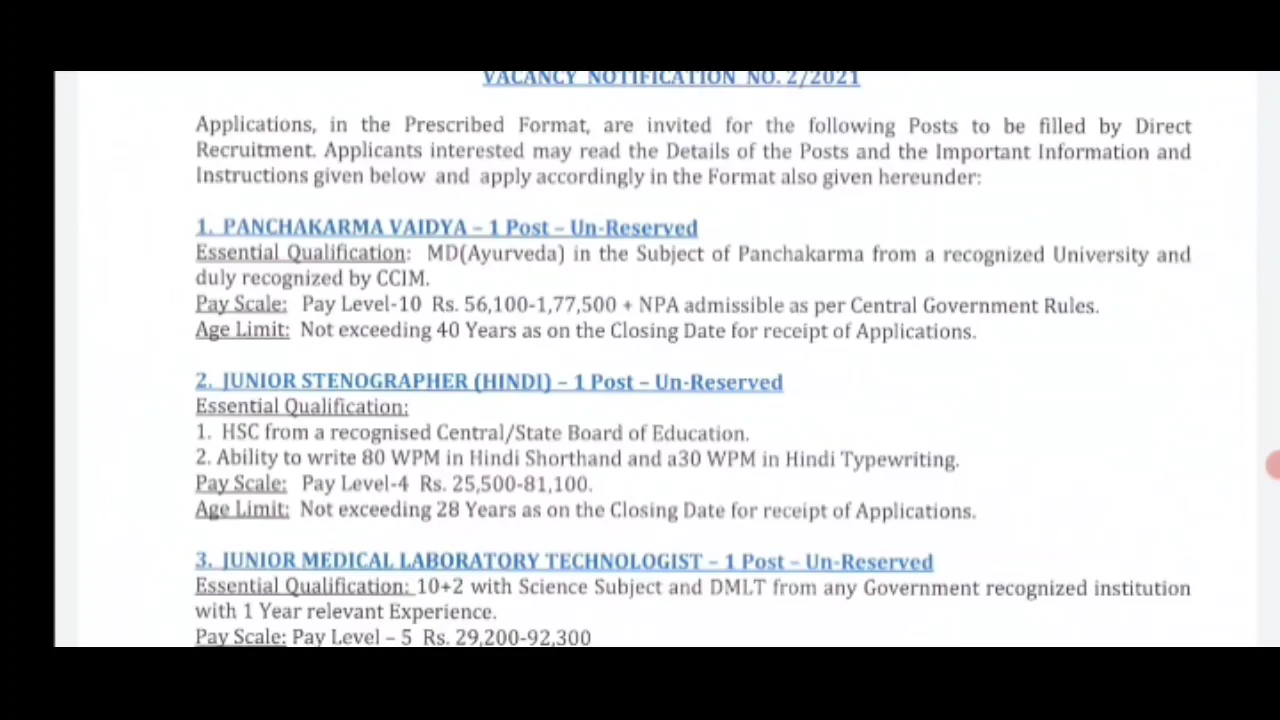 VACANCY NOTIFICATION NO. 2/2021
Applications, in the Prescribed Format, are invited for the following Posts to be filled by Direct
Recruitment. Applicants interested may read the Details of the Posts and the Important Information and
Instructions given below and apply accordingly in the Format also given hereunder:
1. PANCHAKARMA VAIDYA – 1 Post – Un-Reserved
Essential Qualification: MD(Ayurveda) in the Subject of Panchakarma from a recognized University and
duly recognized by CCIM.
Pay Scale: Pay Level-10 Rs. 56,100-1,77,500 + NPA admissible as per Central Government Rules.
Age Limit: Not exceeding 40 Years as on the Closing Date for receipt of Applications.
2. JUNIOR STENOGRAPHER (HINDI) – 1 Post – Un-Reserved
Essential Qualification:
1. HSC from a recognised Central/State Board of Education.
2. Ability to write 80 WPM in Hindi Shorthand and a30 WPM in Hindi Typewriting.
Pay Scale: Pay Level-4 Rs. 25,500-81,100.
Age Limit: Not exceeding 28 Years as on the Closing Date for receipt of Applications.
3. JUNIOR MEDICAL LABORATORY TECHNOLOGIST – 1 Post – Un-Reserved
Essential Qualification: 10+2 with Science Subject and DMLT from any Government recognized institution
with 1 Year relevant Experience.
Pay Scale: Pay Level – 5 Rs. 29,200-92,300